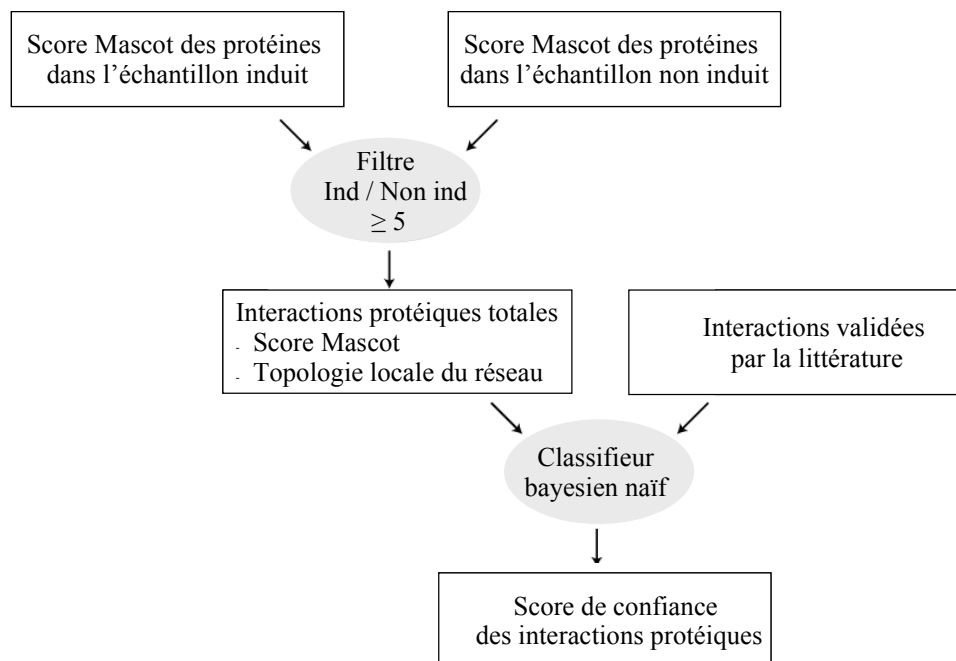 Score Mascot des protéines
dans l'échantillon induit
Score Mascot des protéines
dans l'échantillon non induit
Filtre
Ind / Non ind
≥ 5
Interactions protéiques totales
- Score Mascot
- Topologie locale du réseau
Interactions validées
par la littérature
Classifieur
bayesien naïf
Score de confiance
des interactions protéiques